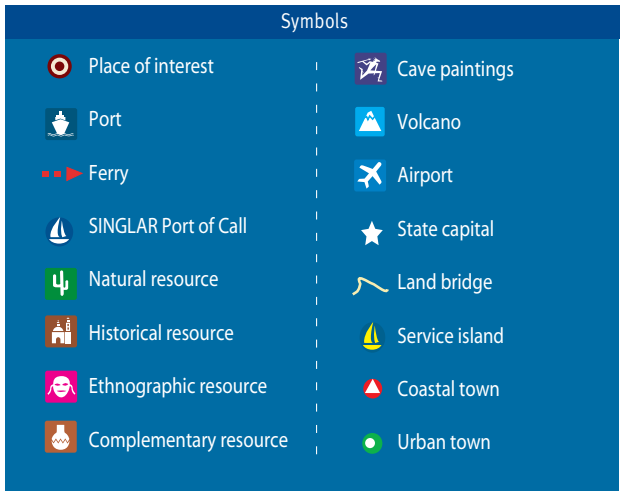 Symbols
Place of interest
Port
Ferry
SINGLAR Port of Call
Natural resource
Historical resource
Ethnographic resource
Complementary resource
Cave paintings
Volcano
Airport
State capital
Land bridge
Service island
Coastal town
Urban town